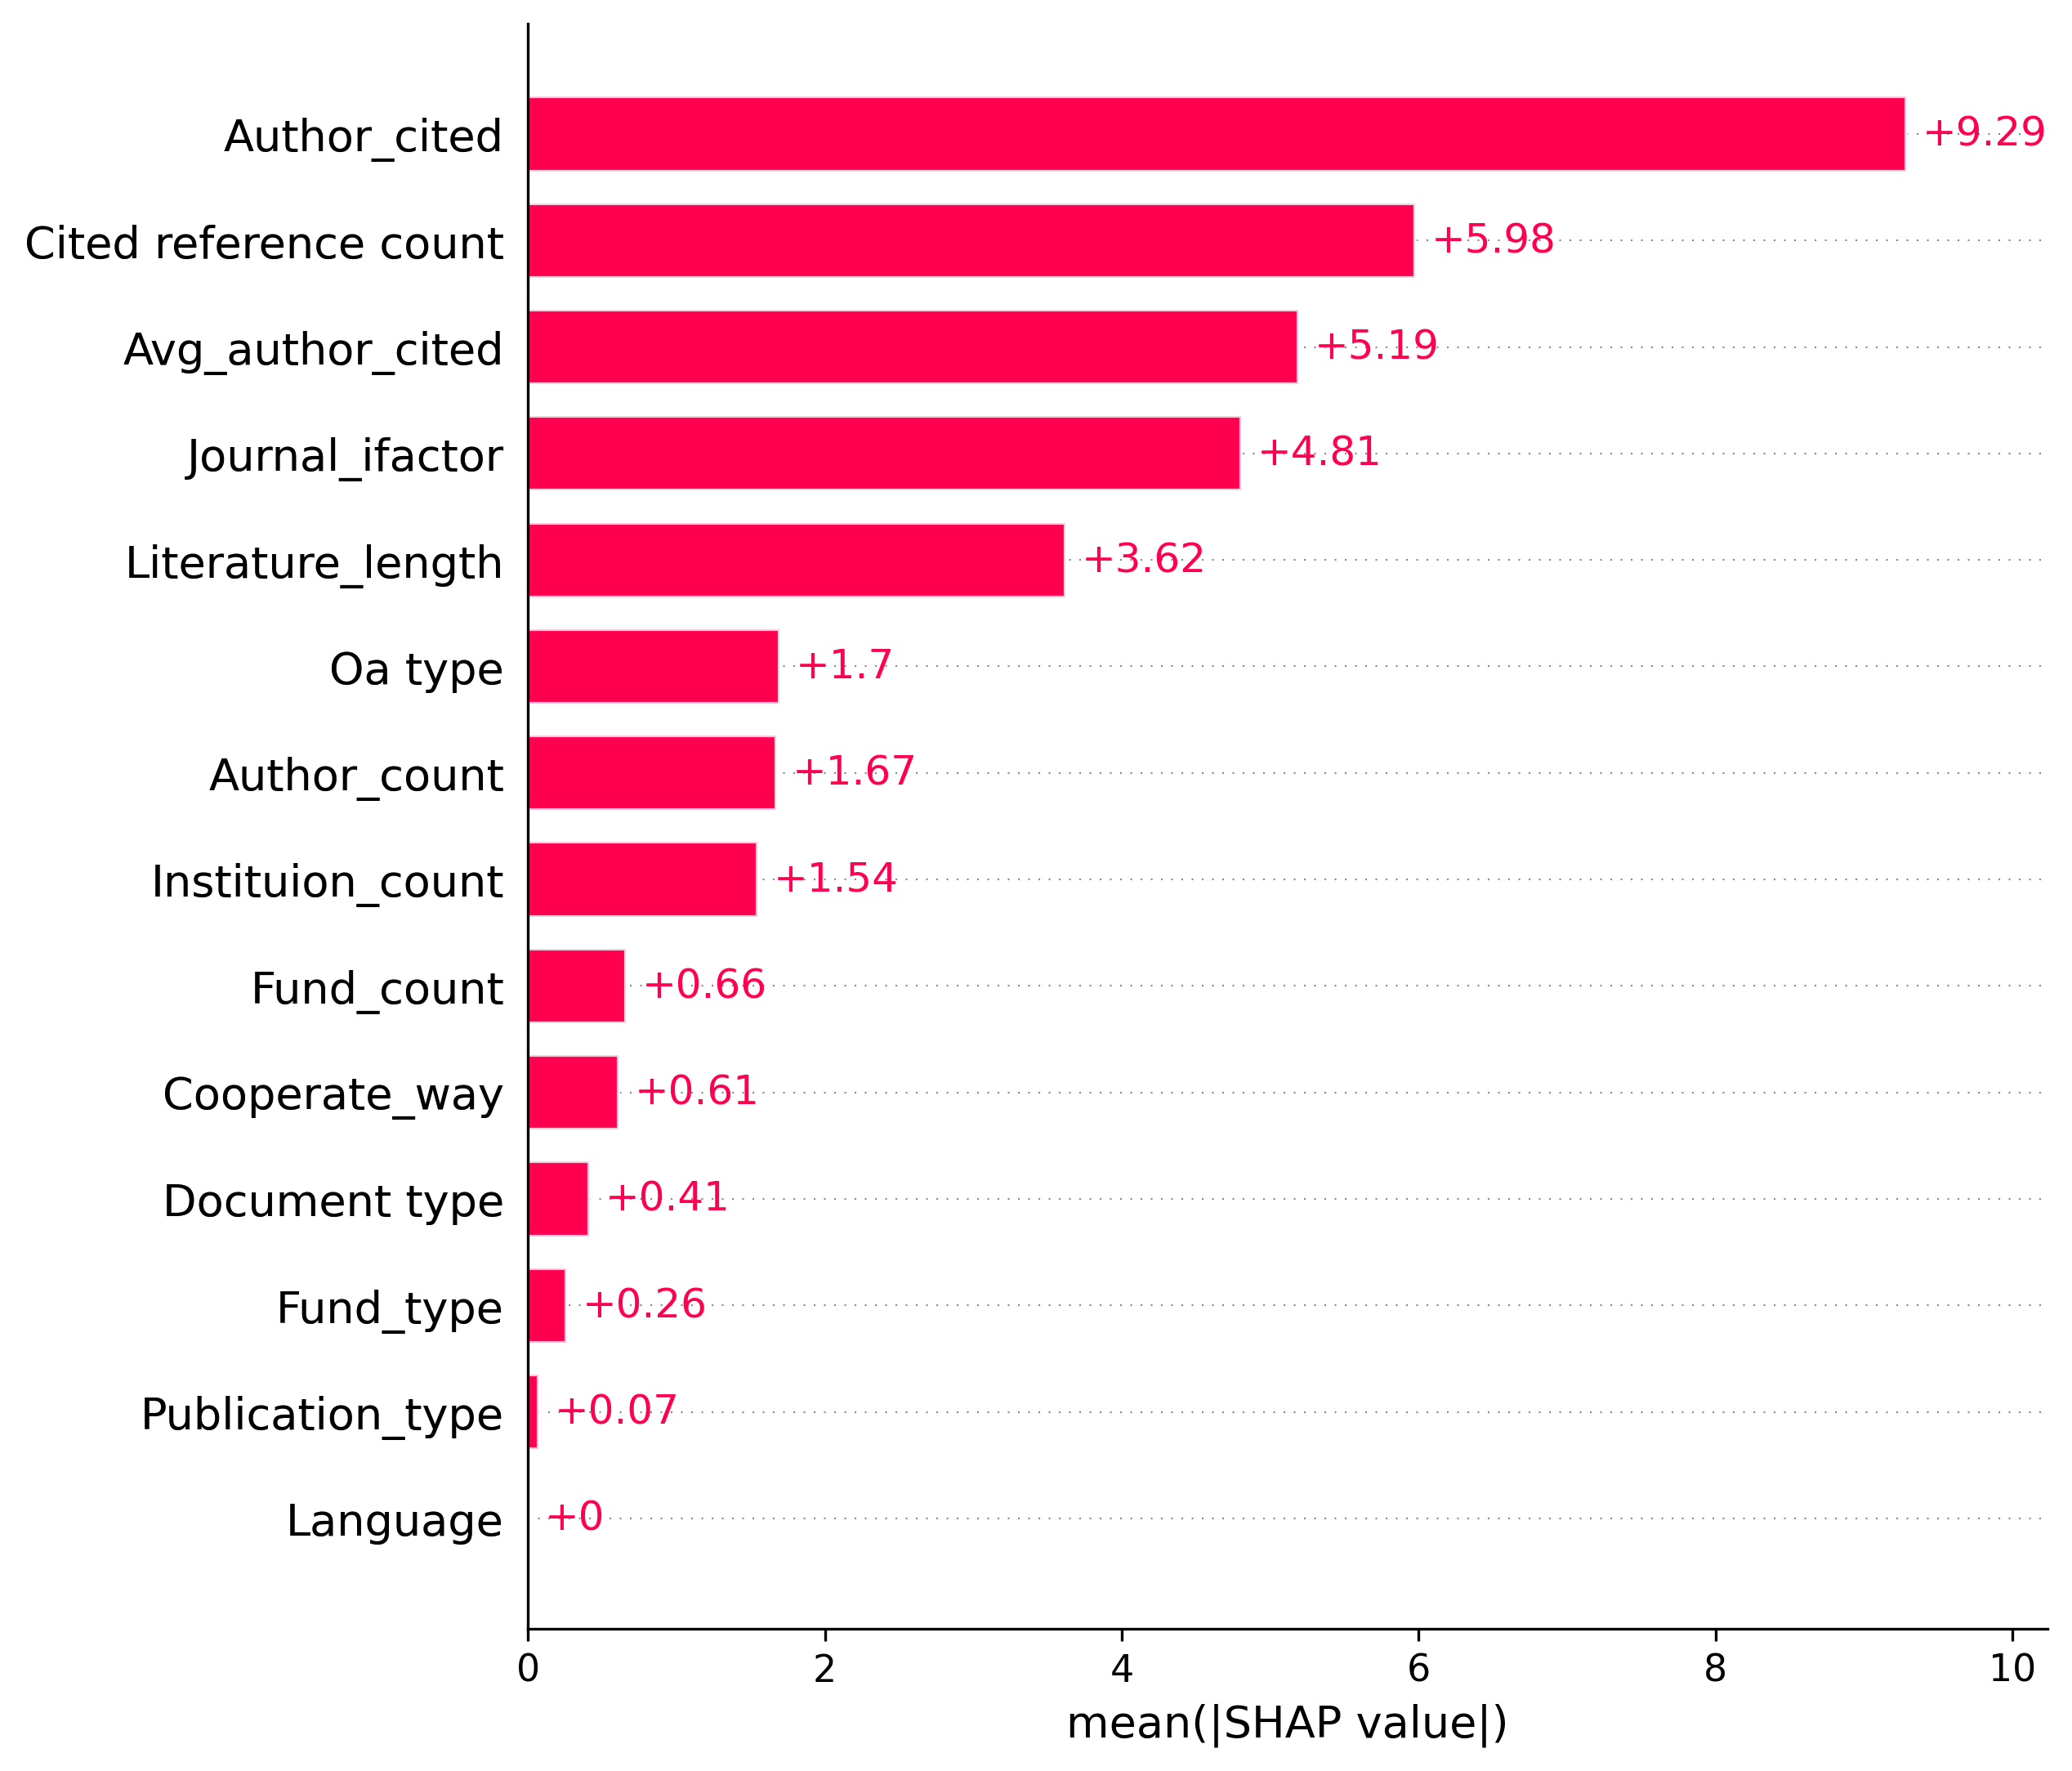 Author_cited +9.29
Cited reference count +5.98
Avg_author_cited +5.19
Journal_ifactor +4.81
Literature_length +3.62
Oa type +1.7
Author_count +1.67
Instituion_count +1.54
Fund_count +0.66
Cooperate_way +0.61
Document type +0.41
Fund_type +0.26
Publication_type +0.07
Language +0
0 2 4 6 8 10
mean(|SHAP value|)